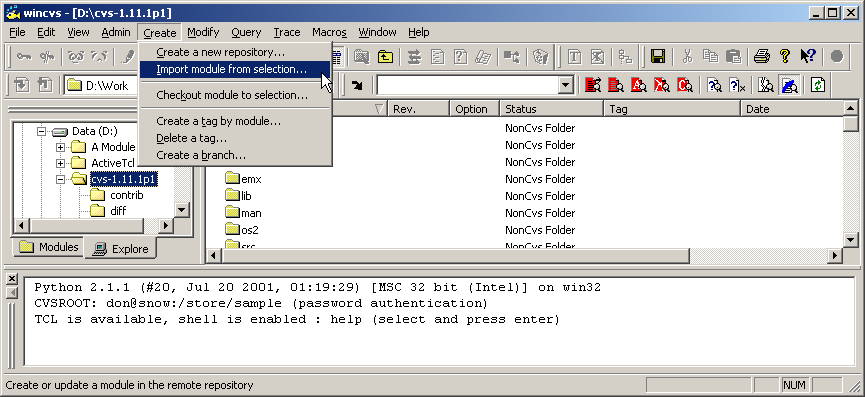 wincvs - [D:\cvs-1.11.1p1]
File Edit View Admin Create Modify Query Trace Macros Window Help
Create a new repository...
Import module from selection...
D:\Work
Checkout module to selection...
Create a tag by module...
Delete a tag...
Create a branch...
Rev. Option Status Tag Date
Data (D:)
A Module
ActiveTcl
cvs-1.11.1p1
contrib
diff
Modules
Explore
NonCvs Folder
NonCvs Folder
NonCvs Folder
emx NonCvs Folder
lib NonCvs Folder
man NonCvs Folder
os2 NonCvs Folder
src NonCvs Folder
Python 2.1.1 (#20, Jul 20 2001, 01:19:29) [MSC 32 bit (Intel)] on win32
CVSROOT: don@snow:/store/sample (password authentication)
TCL is available, shell is enabled : help (select and press enter)
Create or update a module in the remote repository
NUM